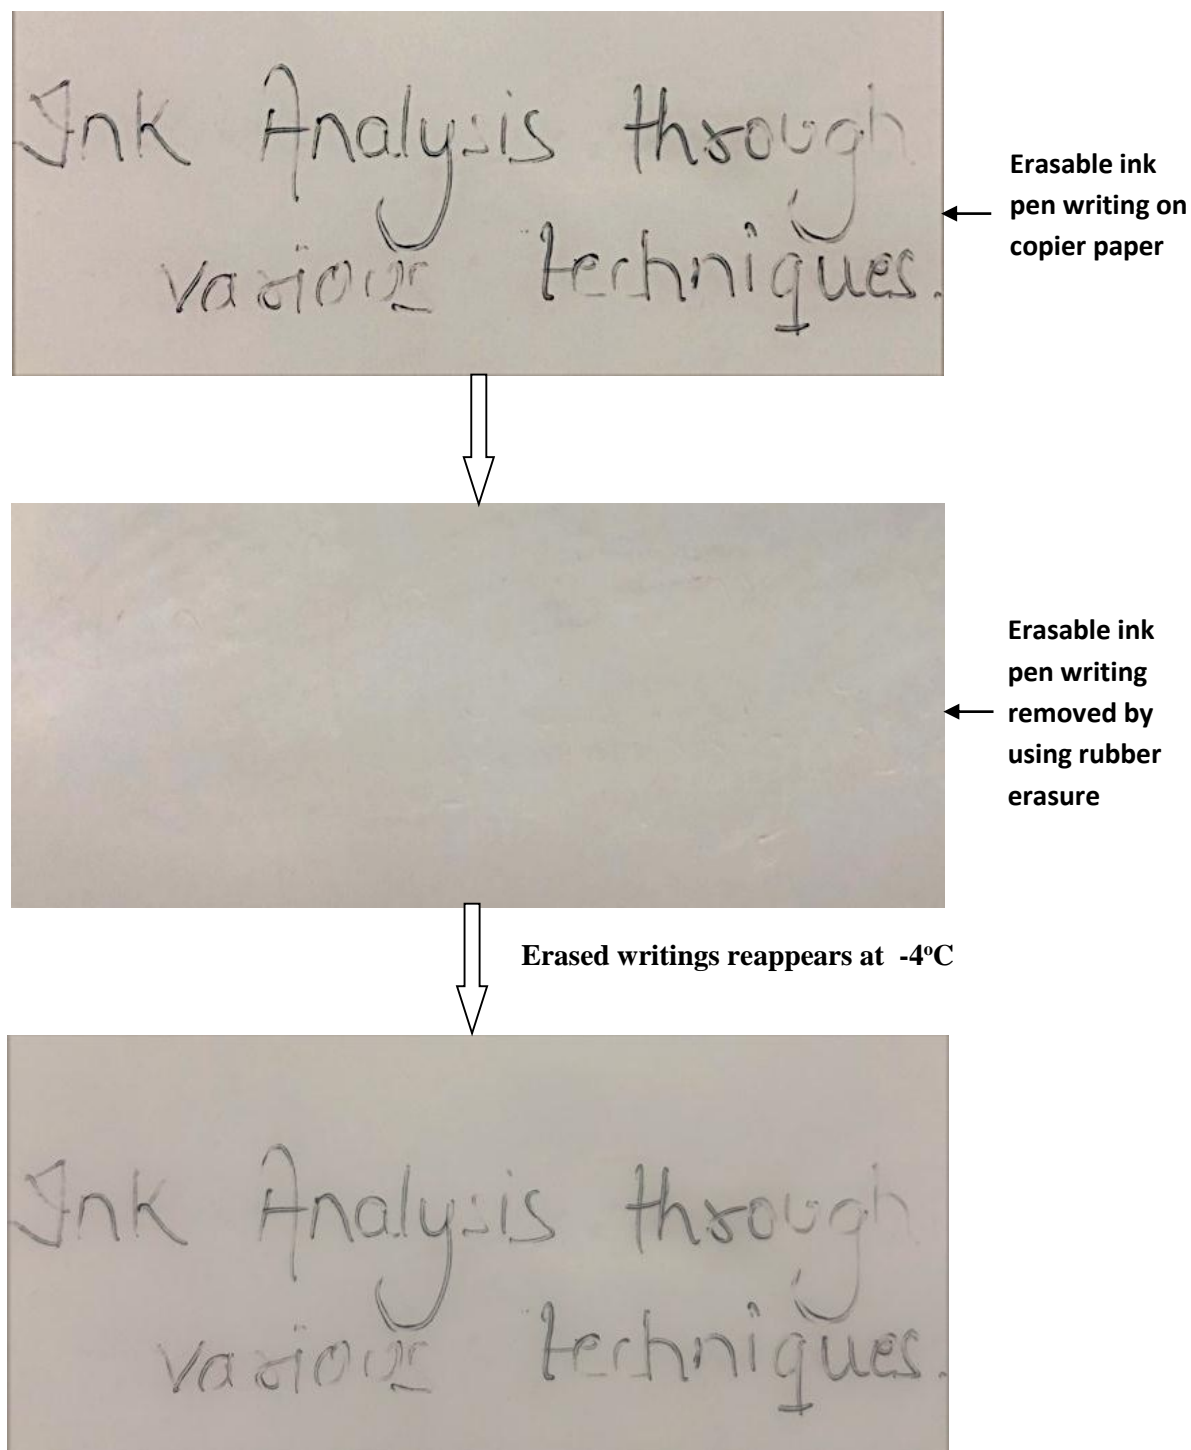 Ink Analysis through
various techniques.
Erasable ink
pen writing on
copier paper
Erasable ink
pen writing
removed by
using rubber
erasure
Erased writings reappears at -4°C
Ink Analysis through
various techniques.